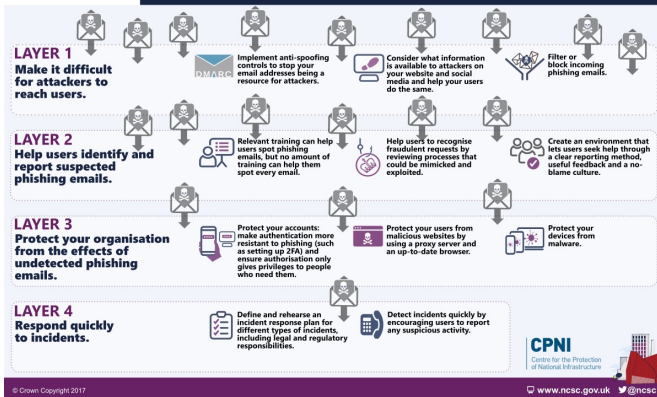 LAYER 1
Make it difficult
for attackers to
reach users.
DMARC
Implement anti-spoofing
controls to stop your
email addresses being a
resource for attackers.
Consider what information
is available to attackers on
your website and social
media and help your users
do the same.
Filter or
block incoming
phishing emails.
LAYER 2
Help users identify and
report suspected
phishing emails.
Relevant training can help
users spot phishing
emails, but no amount of
training can help them
spot every email.
Help users to recognise
fraudulent requests by
reviewing processes that
could be mimicked and
exploited.
Create an environment that
lets users seek help through
a clear reporting method,
useful feedback and a no-
blame culture.
LAYER 3
Protect your organisation
from the effects of
undetected phishing
emails.
Protect your accounts:
make authentication more
resistant to phishing (such
as setting up 2FA) and
ensure authorisation only
gives privileges to people
who need them.
Protect your users from
malicious websites by
using a proxy server and
an up-to-date browser.
Protect your
devices from
malware.
LAYER 4
Respond quickly
to incidents.
Define and rehearse an
incident response plan for
different types of incidents,
including legal and regulatory
responsibilities.
Detect incidents quickly by
encouraging users to report
any suspicious activity.
CPNI
Centre for the Protection
of National Infrastructure
© Crown Copyright 2017
www.ncsc.gov.uk @ncsc